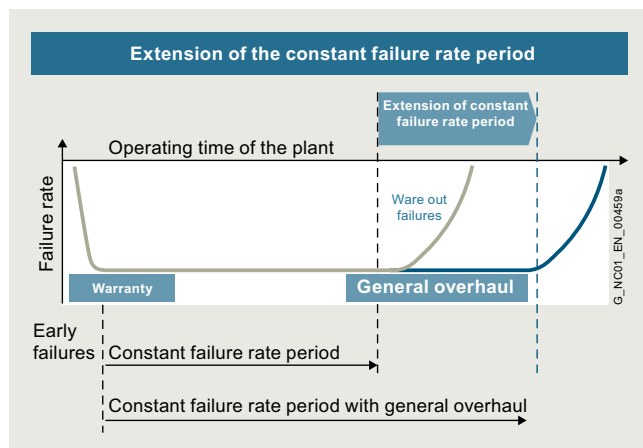 Extension of the constant failure rate period
Extension of constant
failure rate period
Operating time of the plant
Failure rate
Ware out
failures
G_NC01_EN_00459a
Warranty
General overhaul
Early
failures
Constant failure rate period
Constant failure rate period with general overhaul